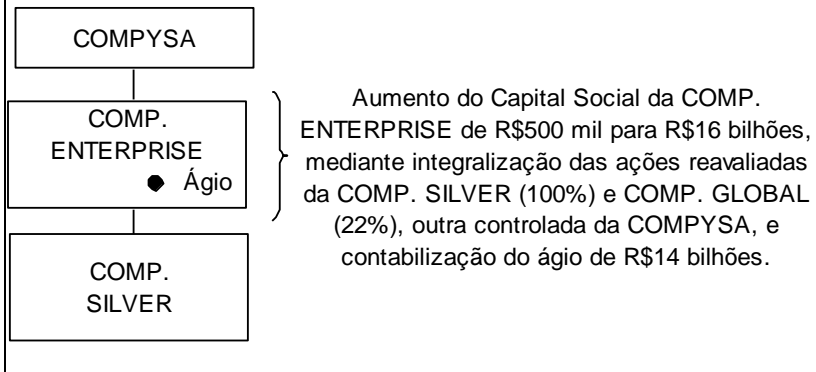 COMPYSA
COMP.
ENTERPRISE
Ágio
Aumento do Capital Social da COMP.
ENTERPRISE de R$500 mil para R$16 bilhões,
mediante integralização das ações reavaliadas
da COMP. SILVER (100%) e COMP. GLOBAL
(22%), outra controlada da COMPYSA, e
contabilização do ágio de R$14 bilhões.
COMP.
SILVER